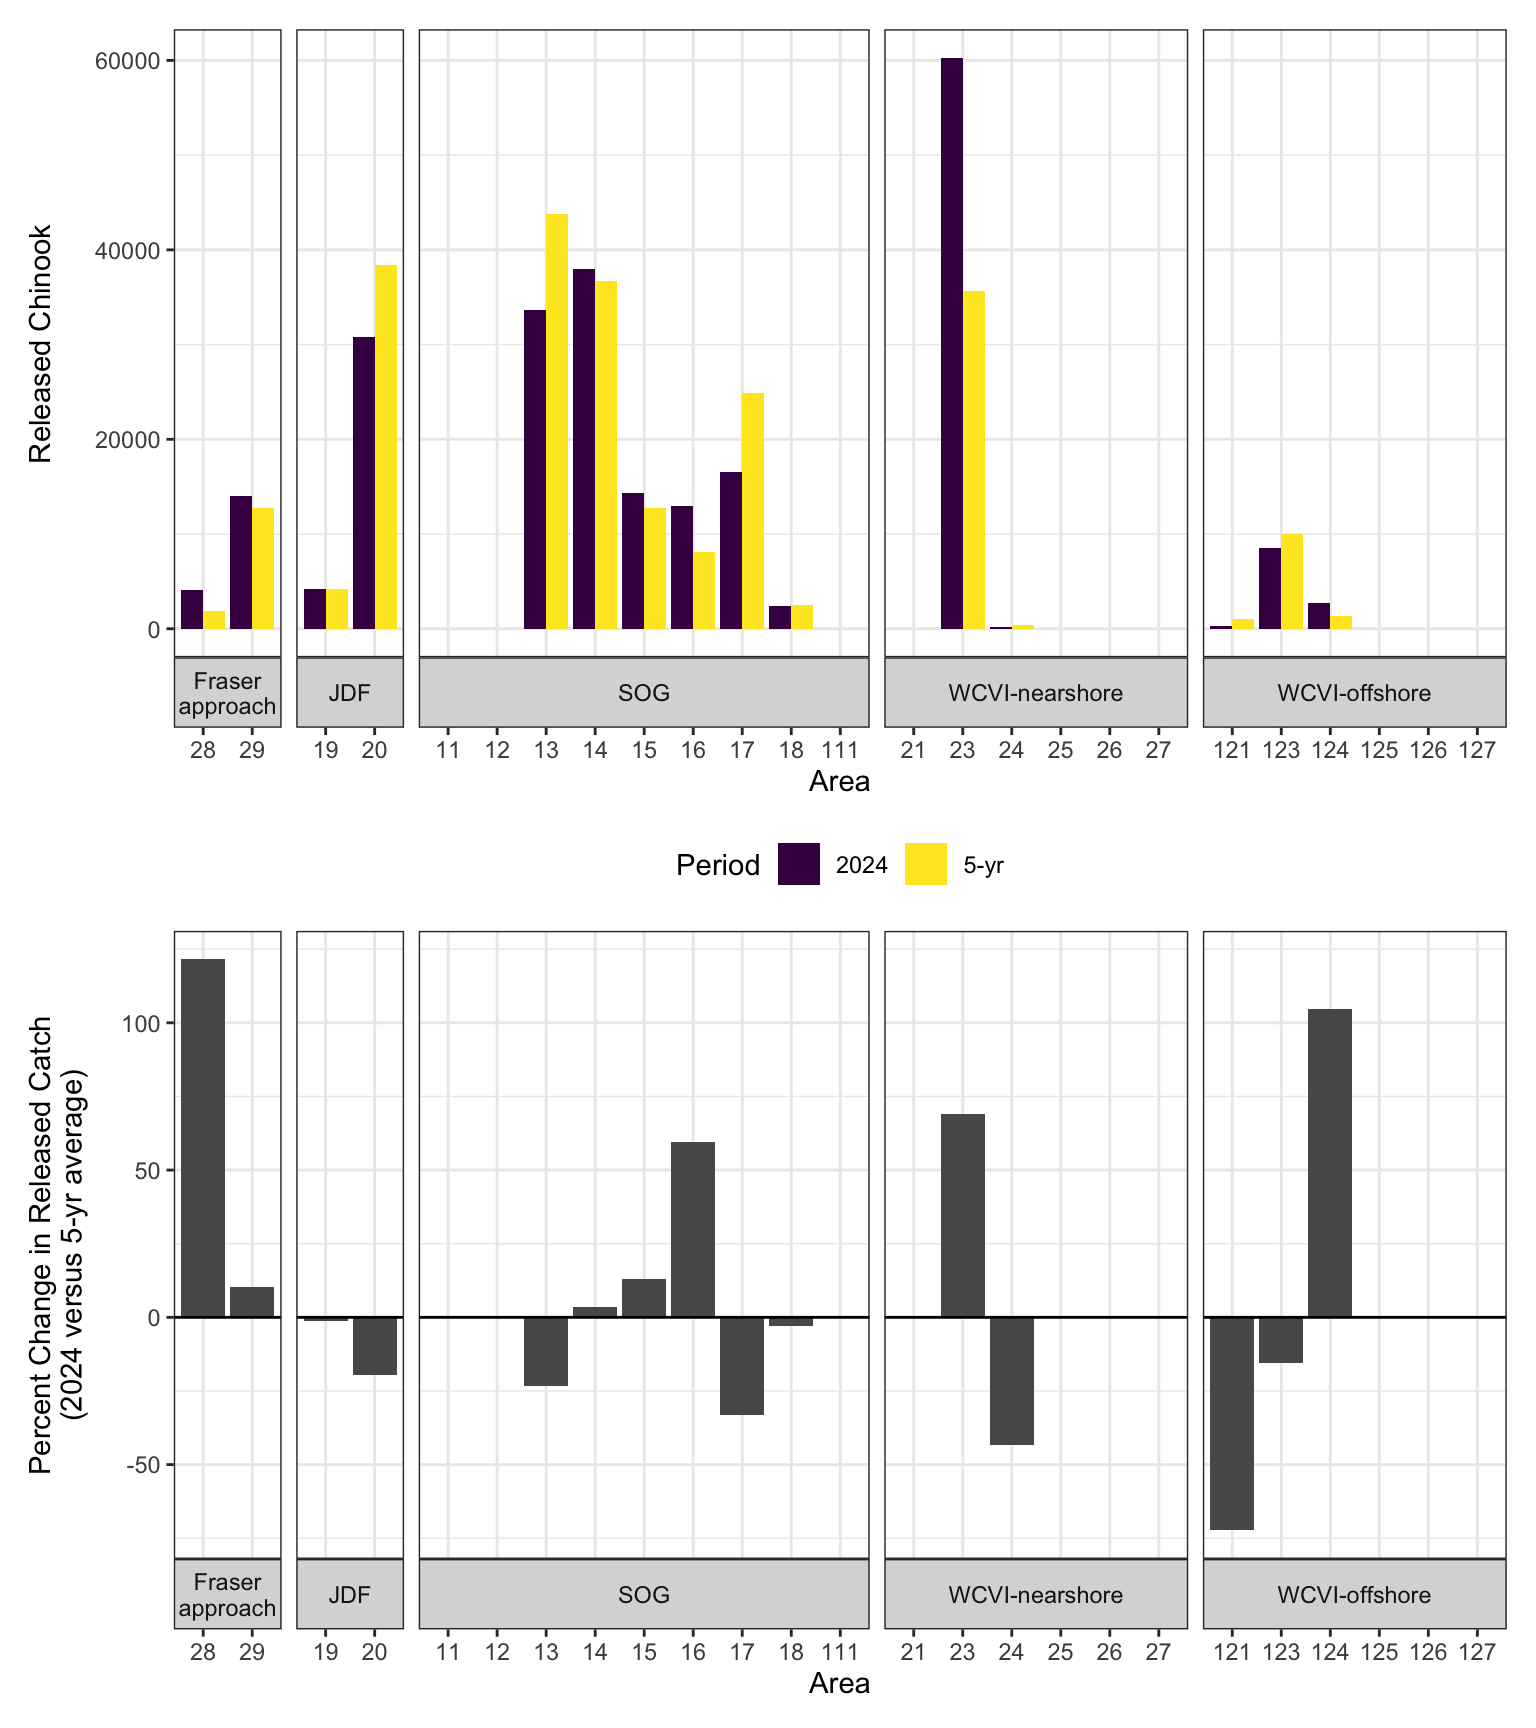 Released Chinook
60000
40000
20000
0
Fraser
approach
JDF
SOG
WCVI-nearshore
WCVI-offshore
28 29 19 20 11 12 13 14 15 16 17 18 111 21 23 24 25 26 27 121 123 124 125 126 127
Area
Period 2024 5-yr
Percent Change in Released Catch
(2024 versus 5-yr average)
100
50
0
-50
Fraser
approach
JDF
SOG
WCVI-nearshore
WCVI-offshore
28 29 19 20 11 12 13 14 15 16 17 18 111 21 23 24 25 26 27 121 123 124 125 126 127
Area